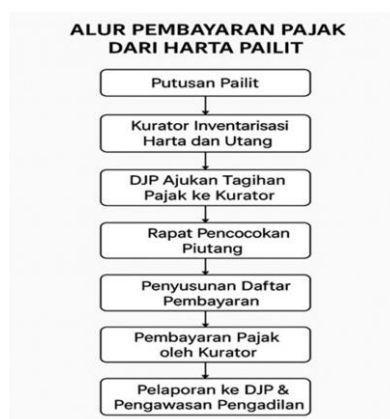 ALUR PEMBAYARAN PAJAK
DARI HARTA PAILIT
Putusan Pailit
Kurator Inventarisasi
Harta dan Utang
DJP Ajukan Tagihan
Pajak ke Kurator
Rapat Pencocokan
Piutang
Penyusunan Daftar
Pembayaran
Pembayaran Pajak
oleh Kurator
Pelaporan ke DJP &
Pengawasan Pengadilan